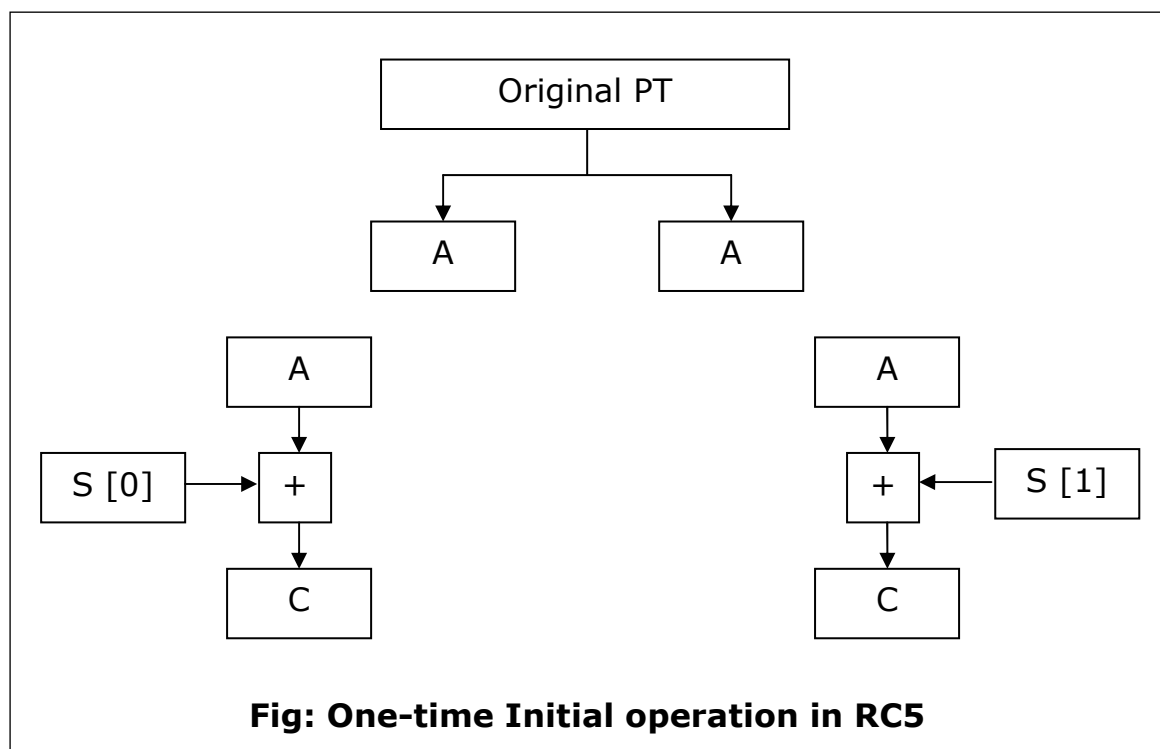 Original PT
A A
A A
S [0] + + S [1]
C C
Fig: One-time Initial operation in RC5